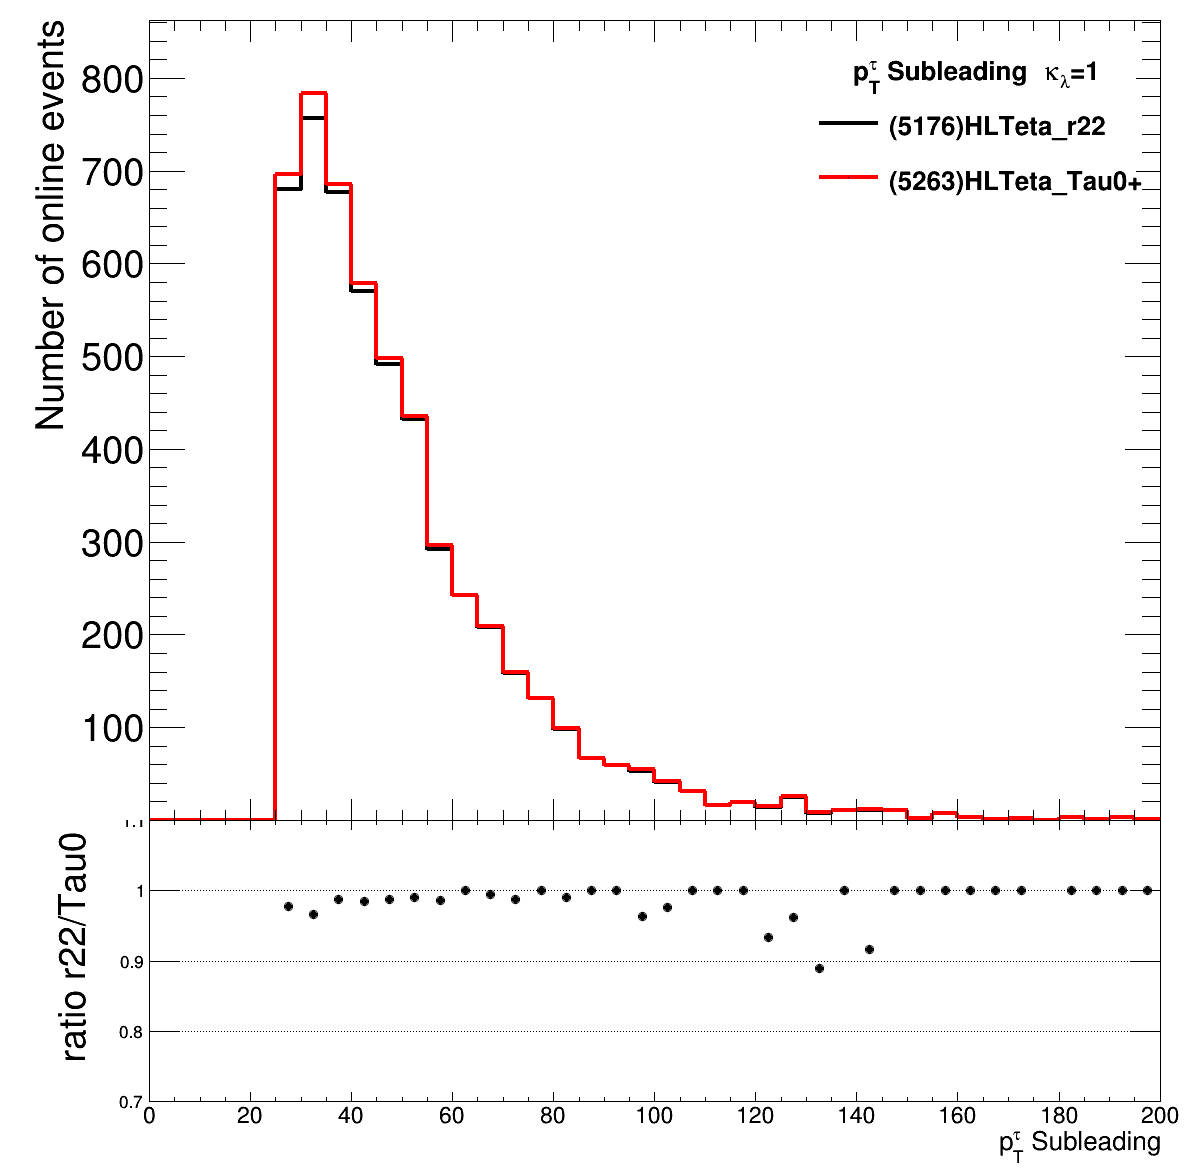 Number of online events
800
700
600
500
400
300
200
100
p_T^τ Subleading κ_λ=1
(5176)HLTeta_r22
(5263)HLTeta_Tau0+
ratio r22/Tau0
1
0.9
0.8
0.7
0 20 40 60 80 100 120 140 160 180 200
p_T^τ Subleading